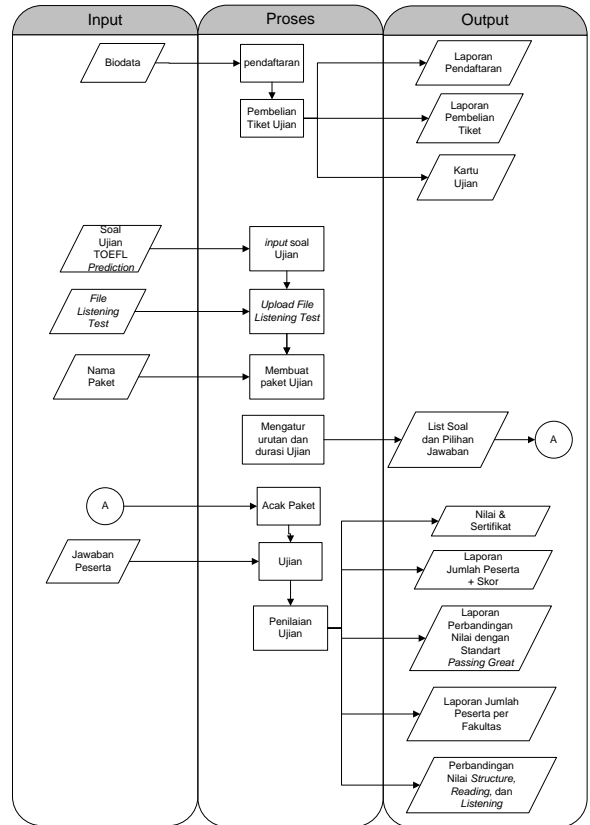 Input
Proses
Output
Biodata
pendaftaran
Laporan
Pendaftaran
Pembelian
Tiket Ujian
Laporan
Pembelian
Tiket
Kartu
Ujian
Soal
Ujian
TOEFL
Prediction
input soal
Ujian
File
Listening
Test
Upload File
Listening Test
Nama
Paket
Membuat
paket Ujian
Mengatur
urutan dan
durasi Ujian
List Soal
dan Pilihan
Jawaban
A
A
Acak Paket
Nilai &
Sertifikat
Jawaban
Peserta
Ujian
Laporan
Jumlah Peserta
+ Skor
Penilaian
Ujian
Laporan
Perbandingan
Nilai dengan
Standart
Passing Great
Laporan Jumlah
Peserta per
Fakultas
Perbandingan
Nilai Structure,
Reading, dan
Listening